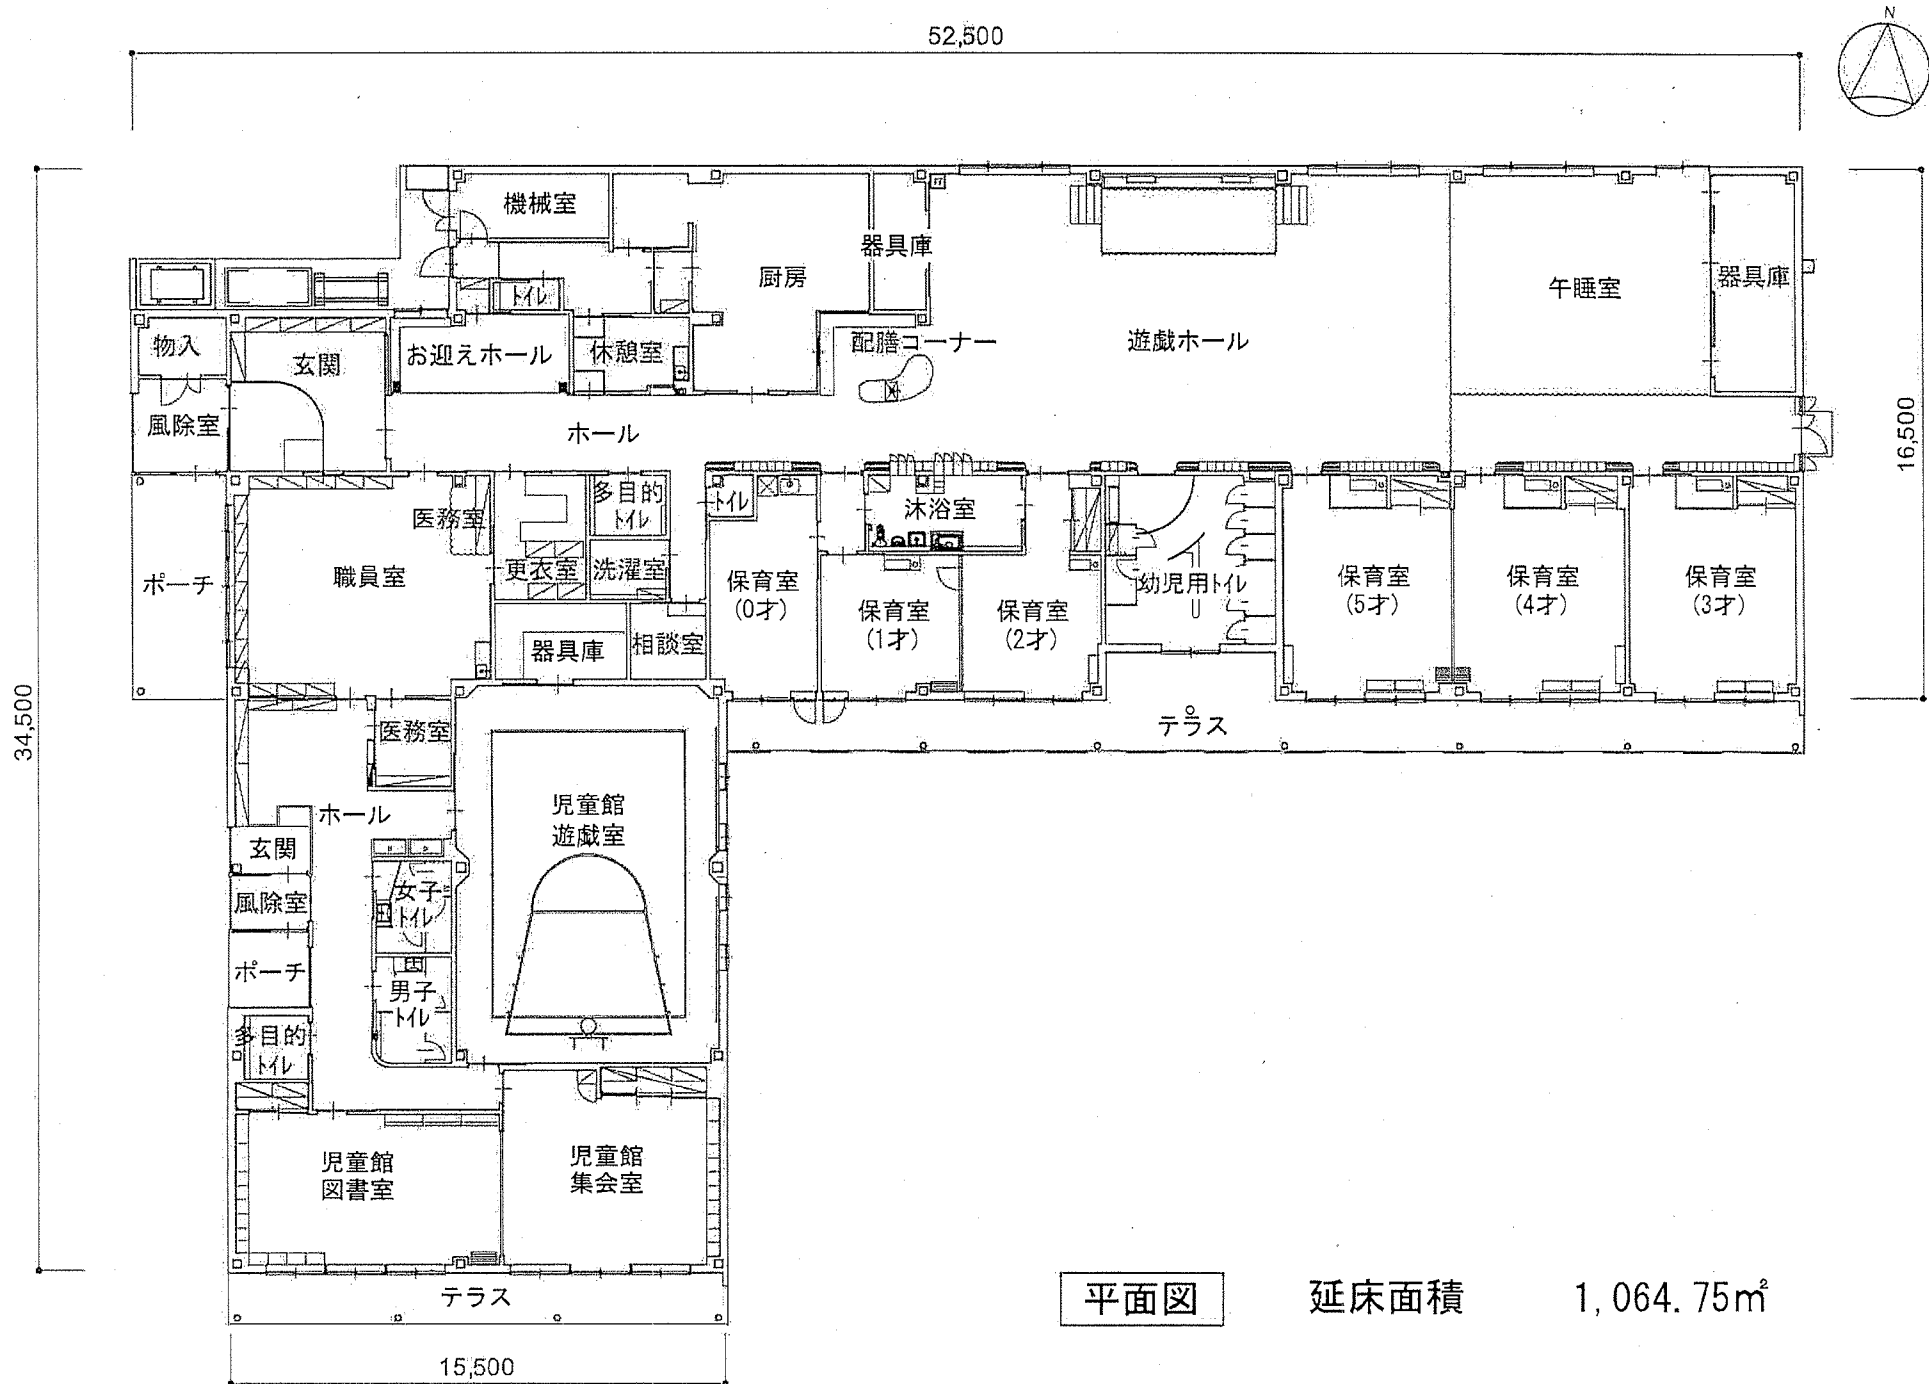 52,500
N
機械室
器具庫
厨房
午睡室
器具庫
トイレ
物入
玄関
お迎えホール
休憩室
配膳コーナー
遊戯ホール
風除室
ホール
16,500
医務室
多目的
トイレ
トイレ
沐浴室
ポーチ
職員室
更衣室
洗濯室
保育室
(0才)
保育室
(1才)
保育室
(2才)
幼児用トイレ
保育室
(5才)
保育室
(4才)
保育室
(3才)
器具庫
相談室
34,500
医務室
テラス
ホール
児童館
遊戯室
玄関
女子
トイレ
風除室
ポーチ
男子
トイレ
多目的
トイレ
児童館
図書室
児童館
集会室
テラス
平面図
延床面積
1,064.75㎡
15,500